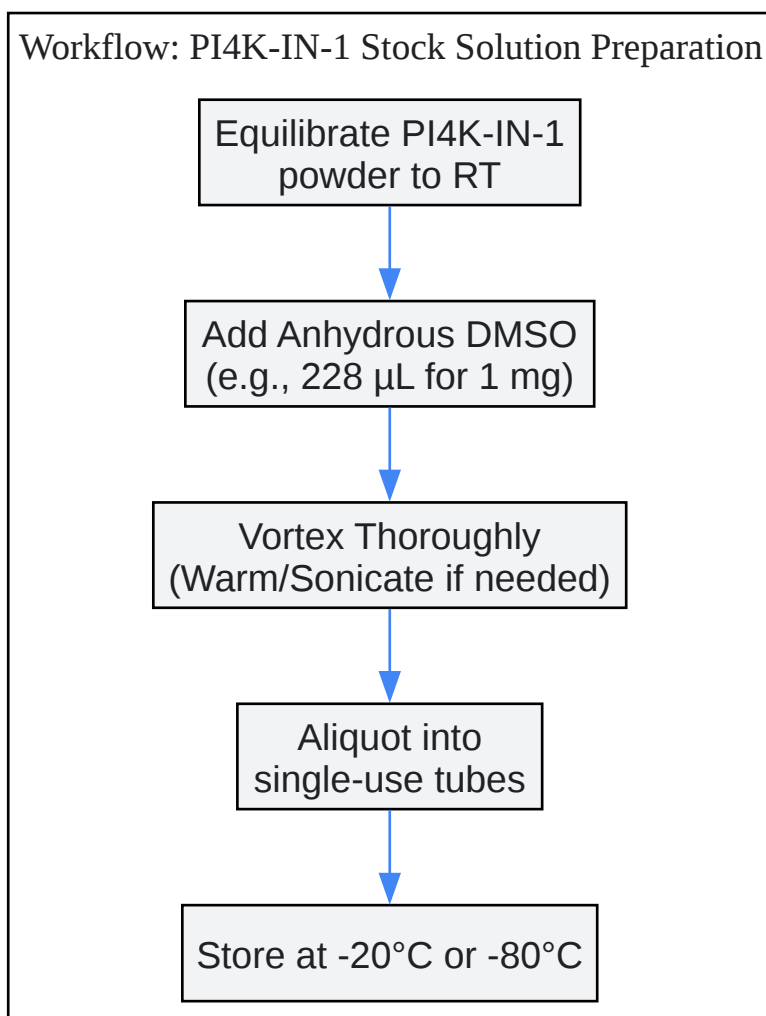 Workflow: PI4K-IN-1 Stock Solution Preparation
Equilibrate PI4K-IN-1
powder to RT
Add Anhydrous DMSO
(e.g., 228 µL for 1 mg)
Vortex Thoroughly
(Warm/Sonicate if needed)
Aliquot into
single-use tubes
Store at -20°C or -80°C